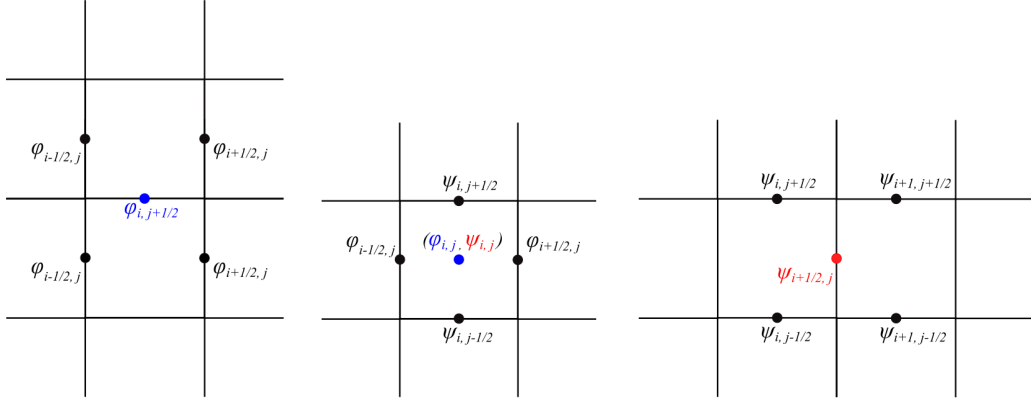 φi-1/2, j
φi+1/2, j
φi, j+1/2
φi-1/2, j
φi+1/2, j
ψi, j+1/2
φi-1/2, j
(φi,j, ψi,j)
φi+1/2, j
ψi, j-1/2
ψi, j+1/2
ψi+1, j+1/2
ψi+1/2, j
ψi, j-1/2
ψi+1, j-1/2